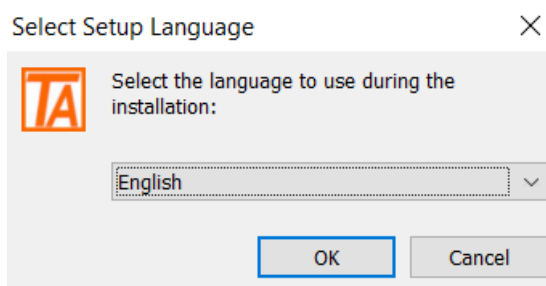 Select Setup Language
TA
Select the language to use during the
installation:
English
OK
Cancel